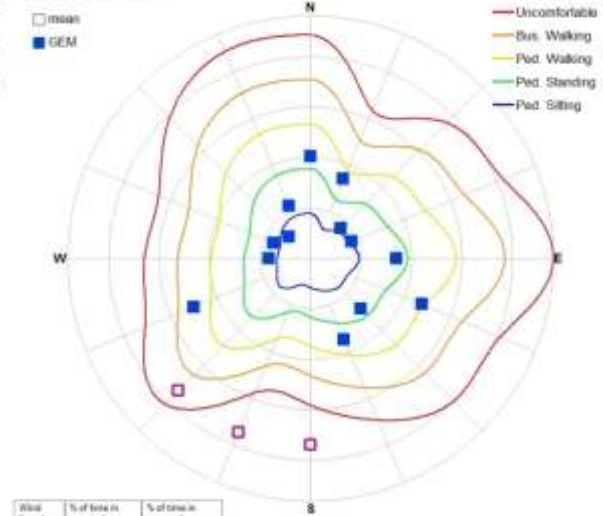 N
mean
GEM
Uncomfortable
Bus. Walking
Ped. Walking
Ped. Standing
Ped. Sitting
W
E
S
Wind
% of time in
% of time in